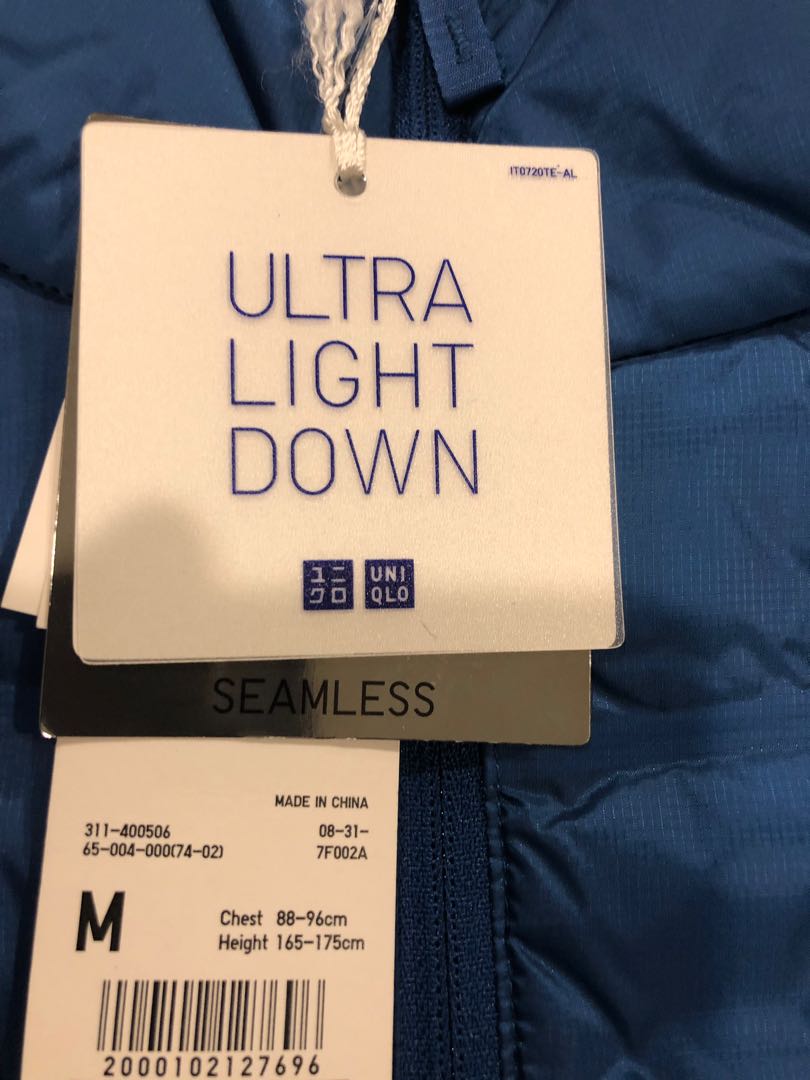 IT0720TE-AL
ULTRA
LIGHT
DOWN
ユニ UNI
クロ QLO
SEAMLESS
MADE IN CHINA
311-400506 08-31-
65-004-000(74-02) 7F002A
M
Chest 88-96cm
Height 165-175cm
2000102127696